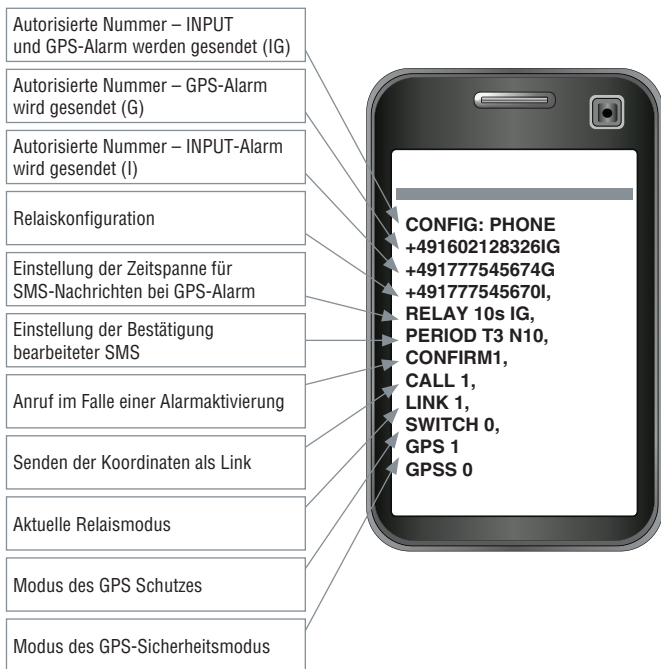 Autorisierte Nummer – INPUT
und GPS-Alarm werden gesendet (IG)
Autorisierte Nummer – GPS-Alarm
wird gesendet (G)
Autorisierte Nummer – INPUT-Alarm
wird gesendet (I)
Relaiskonfiguration
Einstellung der Zeitspanne für
SMS-Nachrichten bei GPS-Alarm
Einstellung der Bestätigung
bearbeiteter SMS
Anruf im Falle einer Alarmaktivierung
Senden der Koordinaten als Link
Aktuelle Relaismodus
Modus des GPS Schutzes
Modus des GPS-Sicherheitsmodus
CONFIG: PHONE
+491602128326IG
+491777545674G
+491777545670I,
RELAY 10s IG,
PERIOD T3 N10,
CONFIRM1,
CALL 1,
LINK 1,
SWITCH 0,
GPS 1
GPSS 0